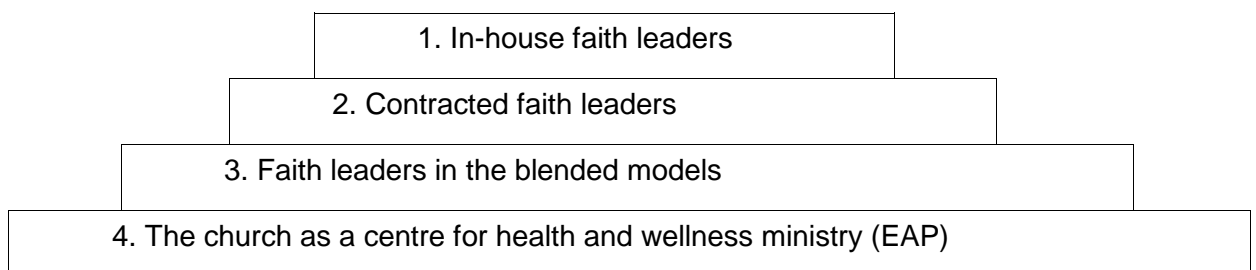 1. In-house faith leaders
2. Contracted faith leaders
3. Faith leaders in the blended models
4. The church as a centre for health and wellness ministry (EAP)